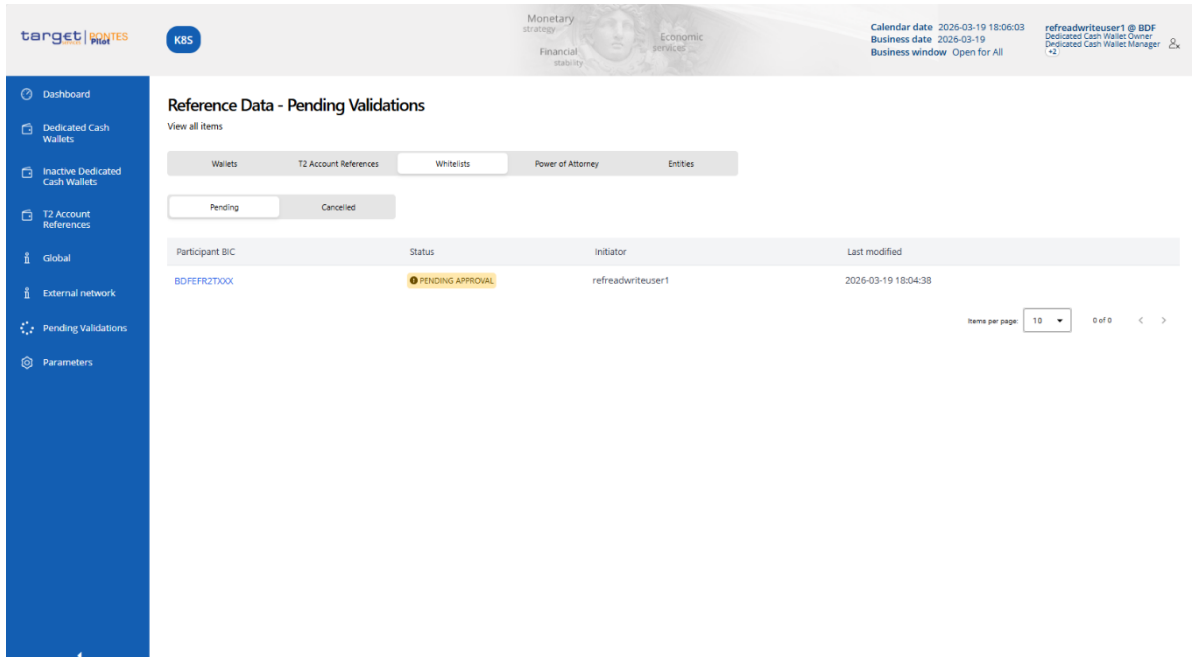 target | PONTES
services Pilot
K8S
Monetary
strategy
Economic
services
Financial
stability
Calendar date 2026-03-19 18:06:03
Business date 2026-03-19
Business window Open for All
refreadwriteuser1 @ BDF
Dedicated Cash Wallet Owner
Dedicated Cash Wallet Manager
+2
Dashboard
Dedicated Cash
Wallets
Inactive Dedicated
Cash Wallets
T2 Account
References
Global
External network
Pending Validations
Parameters
Reference Data - Pending Validations
View all items
Wallets T2 Account References Whitelists Power of Attorney Entities
Pending Cancelled
Participant BIC Status Initiator Last modified
BDFEFR2TXXX PENDING APPROVAL refreadwriteuser1 2026-03-19 18:04:38
Items per page: 10 0 of 0